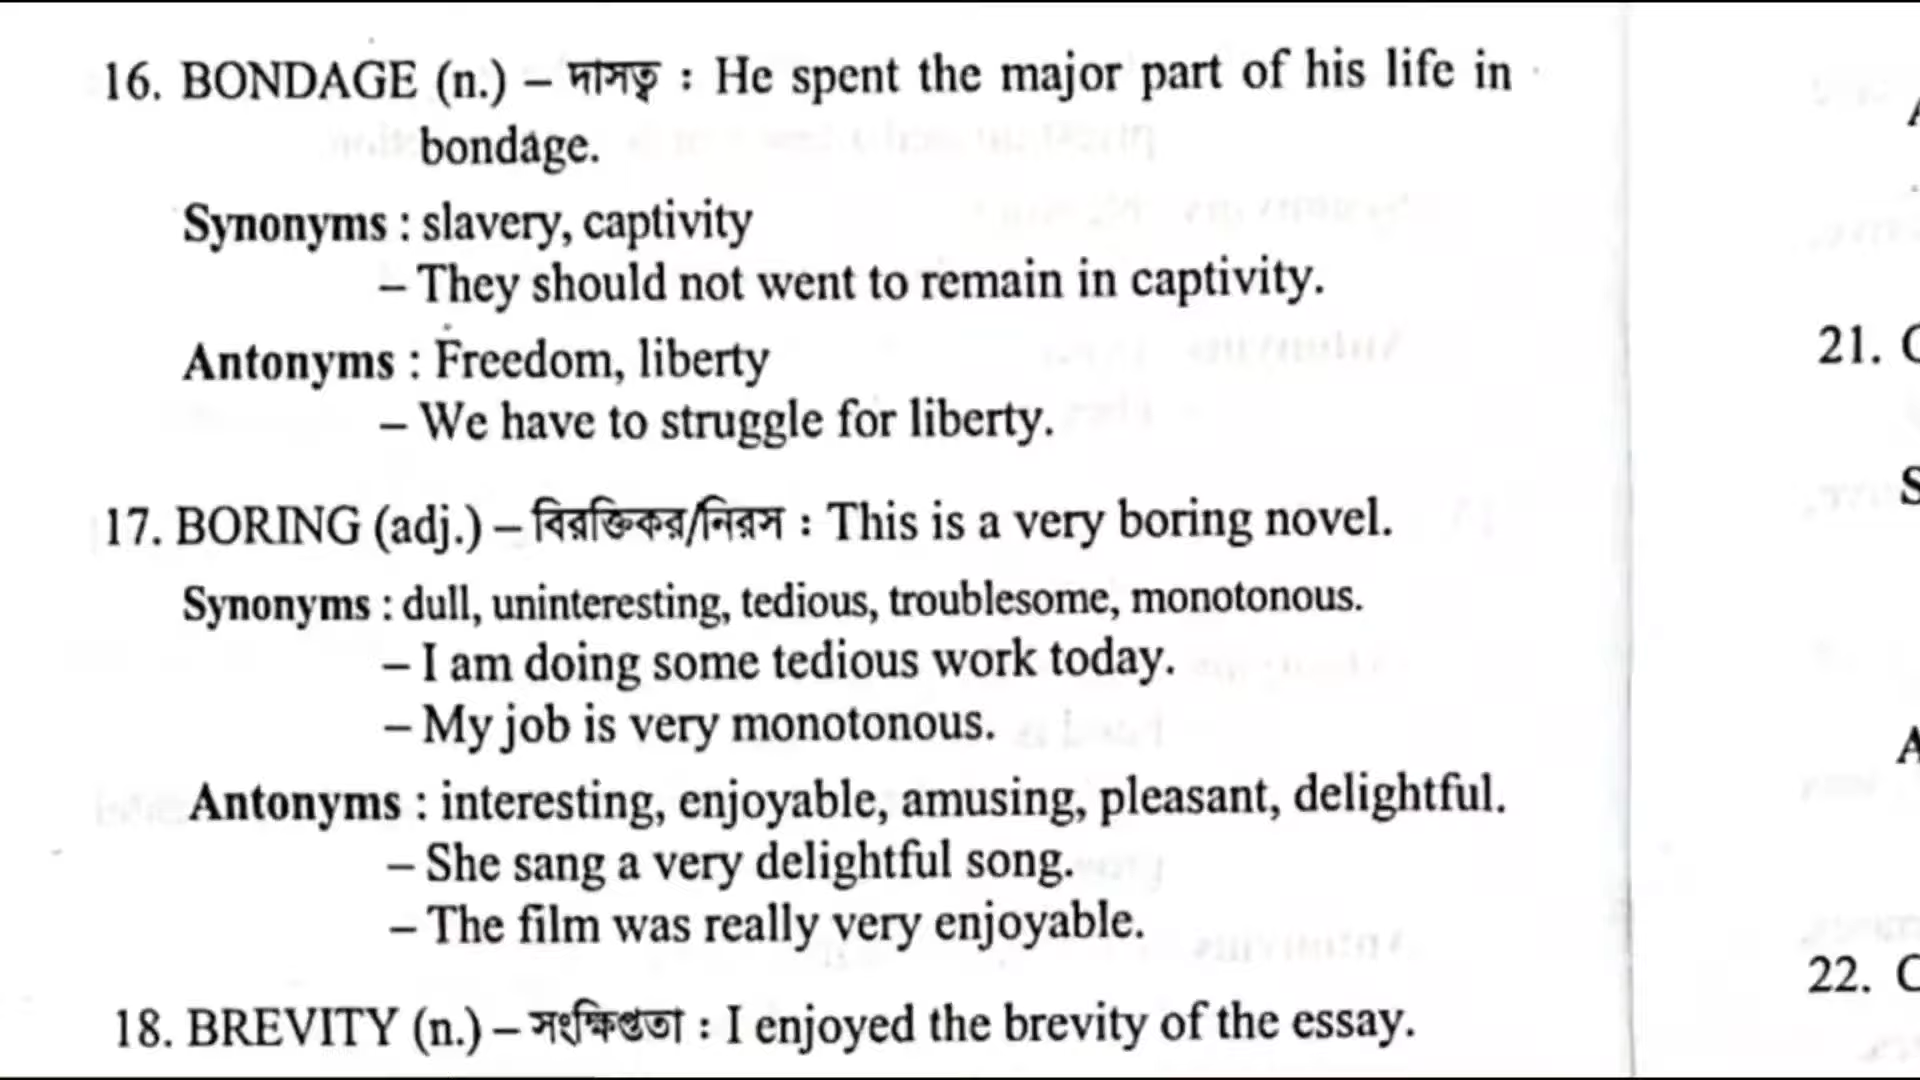 16. BONDAGE (n.) – দাসত্ব : He spent the major part of his life in
bondage.
Synonyms : slavery, captivity
– They should not went to remain in captivity.
Antonyms : Freedom, liberty
– We have to struggle for liberty.
17. BORING (adj.) – বিরক্তিকর/নিরস : This is a very boring novel.
Synonyms : dull, uninteresting, tedious, troublesome, monotonous.
– I am doing some tedious work today.
– My job is very monotonous.
Antonyms : interesting, enjoyable, amusing, pleasant, delightful.
– She sang a very delightful song.
– The film was really very enjoyable.
18. BREVITY (n.) – সংক্ষিপ্ততা : I enjoyed the brevity of the essay.
21.
22.